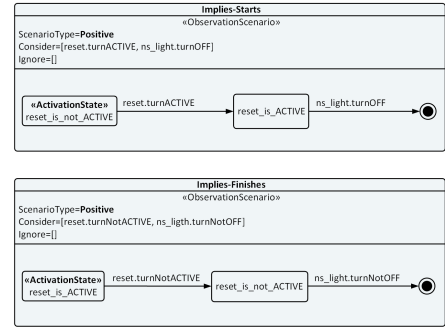 Implies-Starts
«ObservationScenario»
ScenarioType=Positive
Consider=[reset.turnACTIVE, ns_light.turnOFF]
Ignore=[]
«ActivationState»
reset_is_not_ACTIVE
reset.turnACTIVE
reset_is_ACTIVE
ns_light.turnOFF
Implies-Finishes
«ObservationScenario»
ScenarioType=Positive
Consider=[reset.turnNotACTIVE, ns_ligth.turnNotOFF]
Ignore=[]
«ActivationState»
reset_is_ACTIVE
reset.turnNotACTIVE
reset_is_not_ACTIVE
ns_light.turnNotOFF